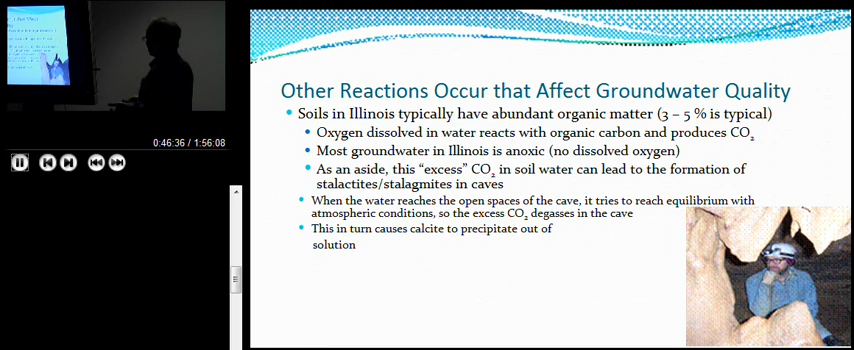 Other Reactions Occur that Affect Groundwater Quality
Soils in Illinois typically have abundant organic matter (3 – 5 % is typical)
Oxygen dissolved in water reacts with organic carbon and produces CO₂
Most groundwater in Illinois is anoxic (no dissolved oxygen)
As an aside, this “excess” CO₂ in soil water can lead to the formation of
stalactites/stalagmites in caves
When the water reaches the open spaces of the cave, it tries to reach equilibrium with
atmospheric conditions, so the excess CO₂ degasses in the cave
This in turn causes calcite to precipitate out of
solution
0:46:36 / 1:56:08